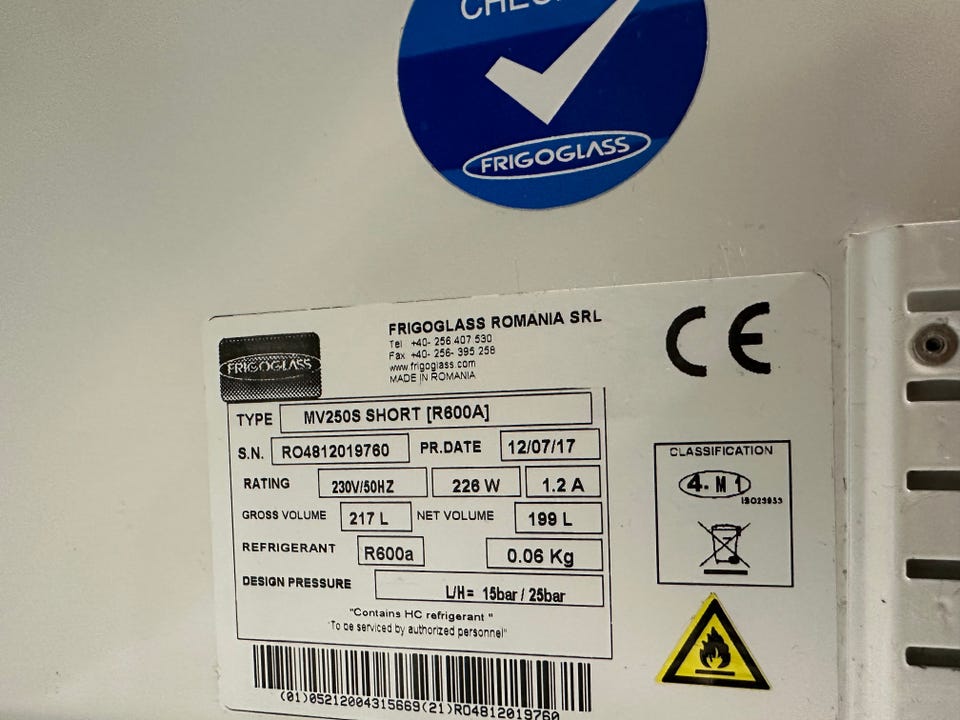 FRIGOGLASS
FRIGOGLASS
FRIGOGLASS ROMANIA SRL
Tel +40- 256 407 530
Fax +40- 256- 395 258
www.frigoglass.com
MADE IN ROMANIA
CE
TYPE MV250S SHORT [R600A]
S.N. RO4812019760 PR.DATE 12/07/17
RATING 230V/50HZ 226 W 1.2 A
GROSS VOLUME 217 L NET VOLUME 199 L
REFRIGERANT R600a 0.06 Kg
DESIGN PRESSURE L/H= 15bar / 25bar
"Contains HC refrigerant "
"To be serviced by authorized personnel"
(01)05212004315669(21)RO4812019760
CLASSIFICATION
4. M 1
ISO23953